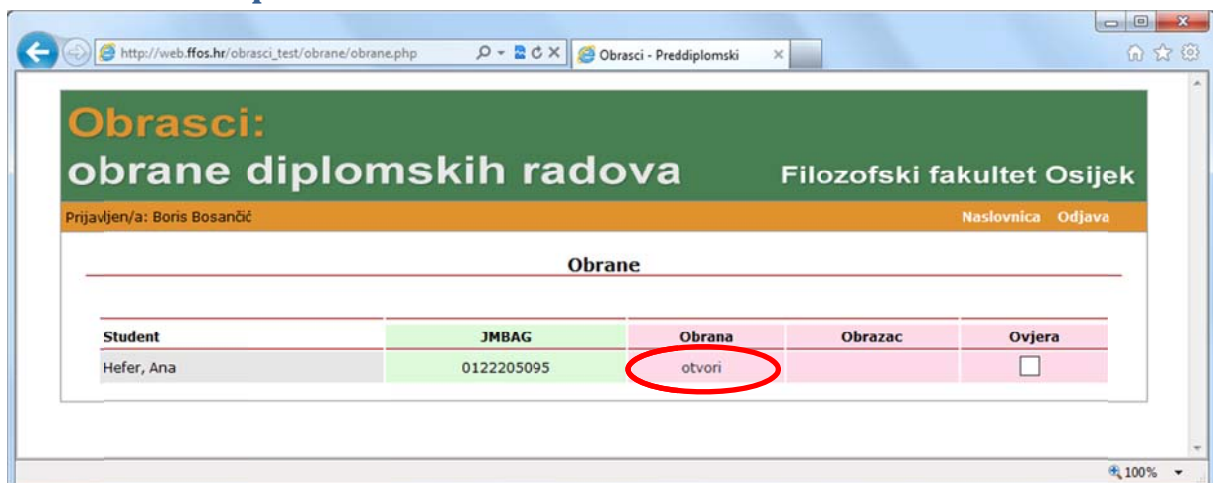 http://web.ffos.hr/obrasci_test/obrane/obrane.php
Obrasci - Preddiplomski
Obrasci:
obrane diplomskih radova Filozofski fakultet Osijek
Prijavljen/a: Boris Bosančić Naslovnica Odjava
Obrane
Student JMBAG Obrana Obrazac Ovjera
Hefer, Ana 0122205095 otvori
100%